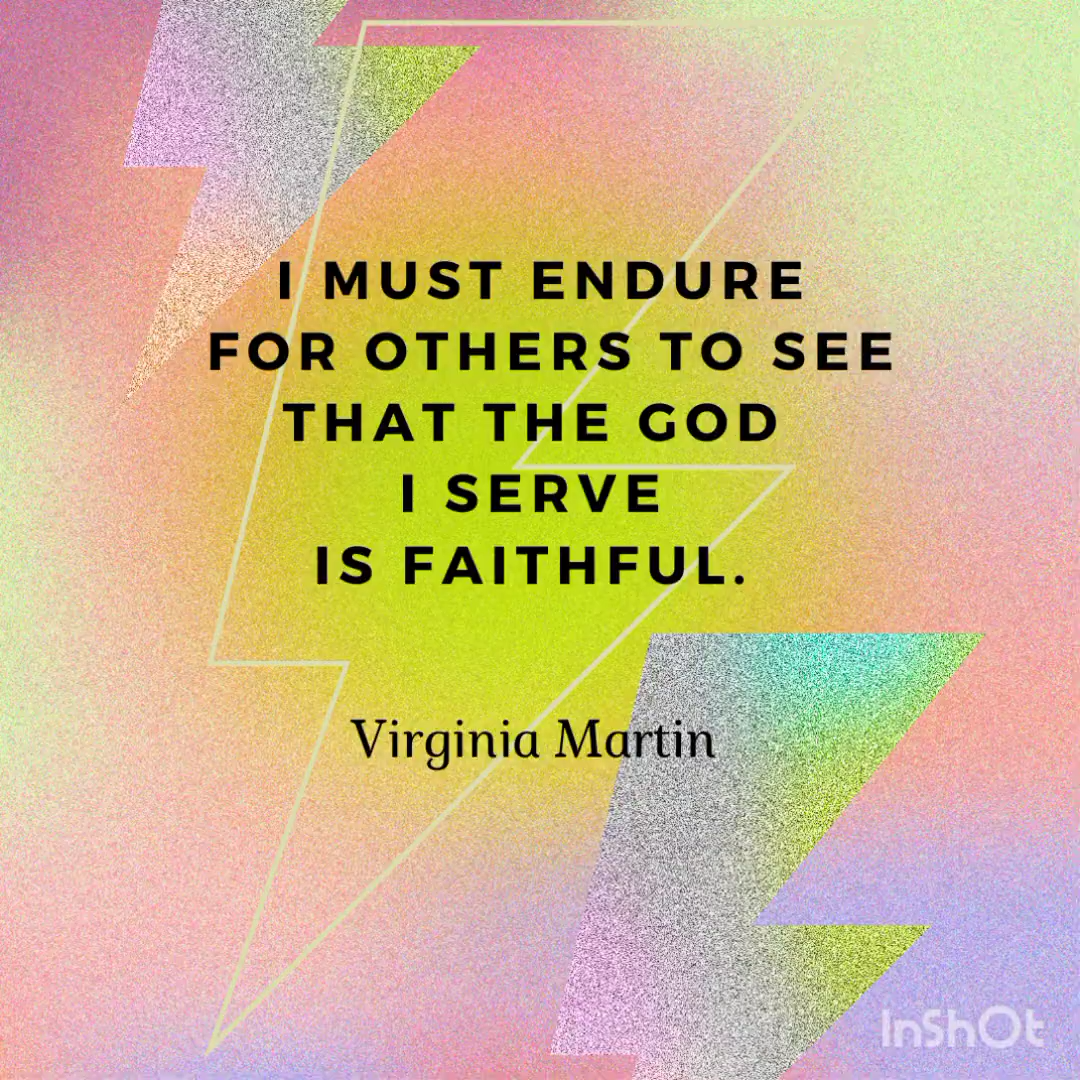 I MUST ENDURE
FOR OTHERS TO SEE
THAT THE GOD
I SERVE
IS FAITHFUL.
Virginia Martin
InShOt